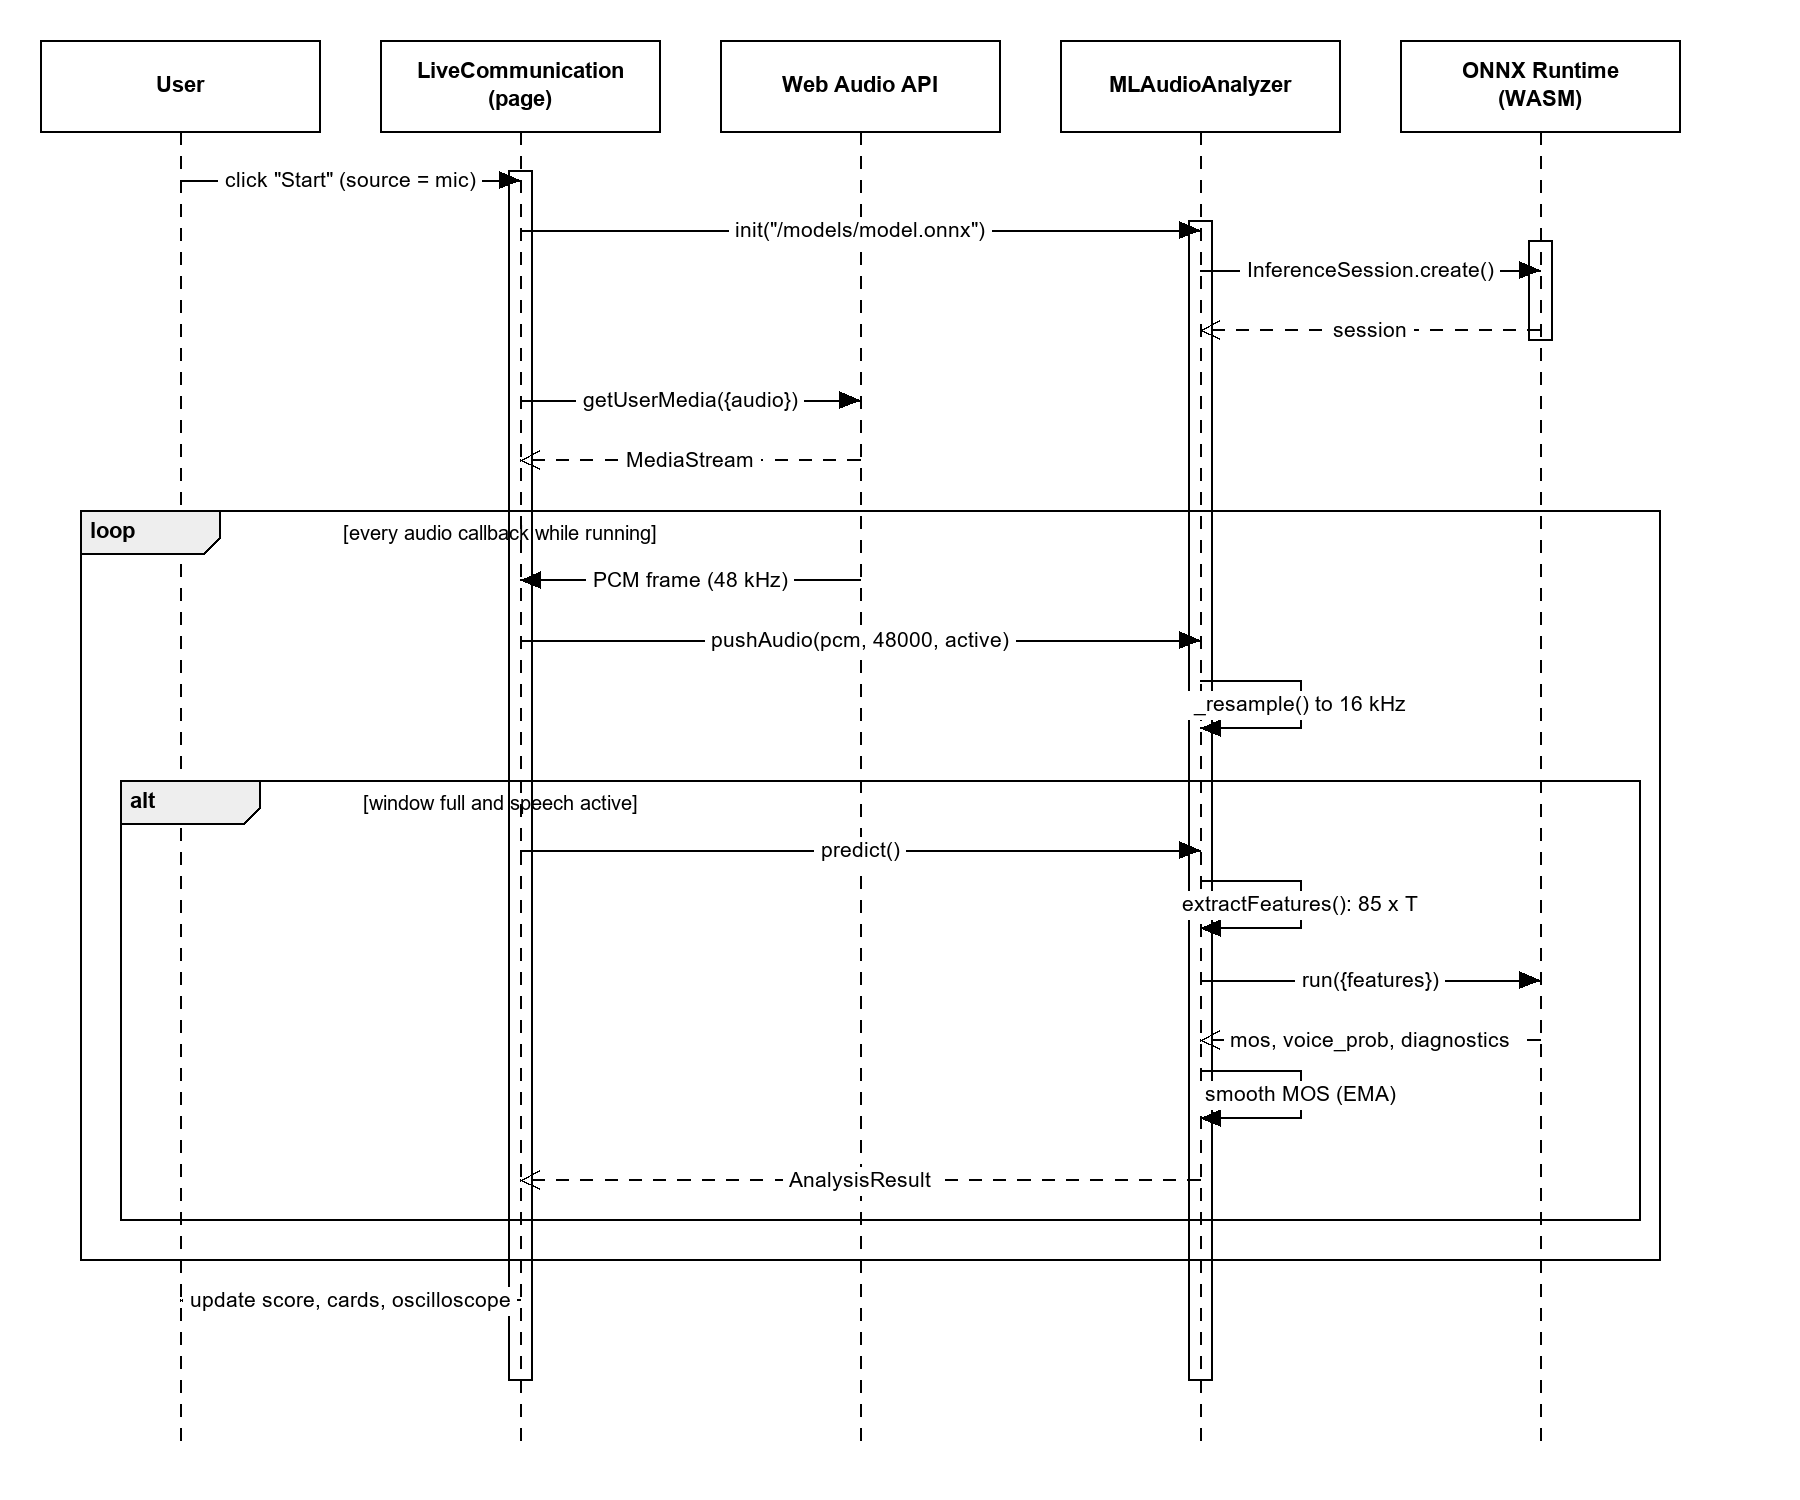 User
LiveCommunication
(page)
Web Audio API
MLAudioAnalyzer
ONNX Runtime
(WASM)
click "Start" (source = mic)
init("/models/model.onnx")
InferenceSession.create()
session
getUserMedia({audio})
MediaStream
loop
[every audio callback while running]
PCM frame (48 kHz)
pushAudio(pcm, 48000, active)
_resample() to 16 kHz
alt
[window full and speech active]
predict()
extractFeatures(): 85 x T
run({features})
mos, voice_prob, diagnostics
smooth MOS (EMA)
AnalysisResult
update score, cards, oscilloscope